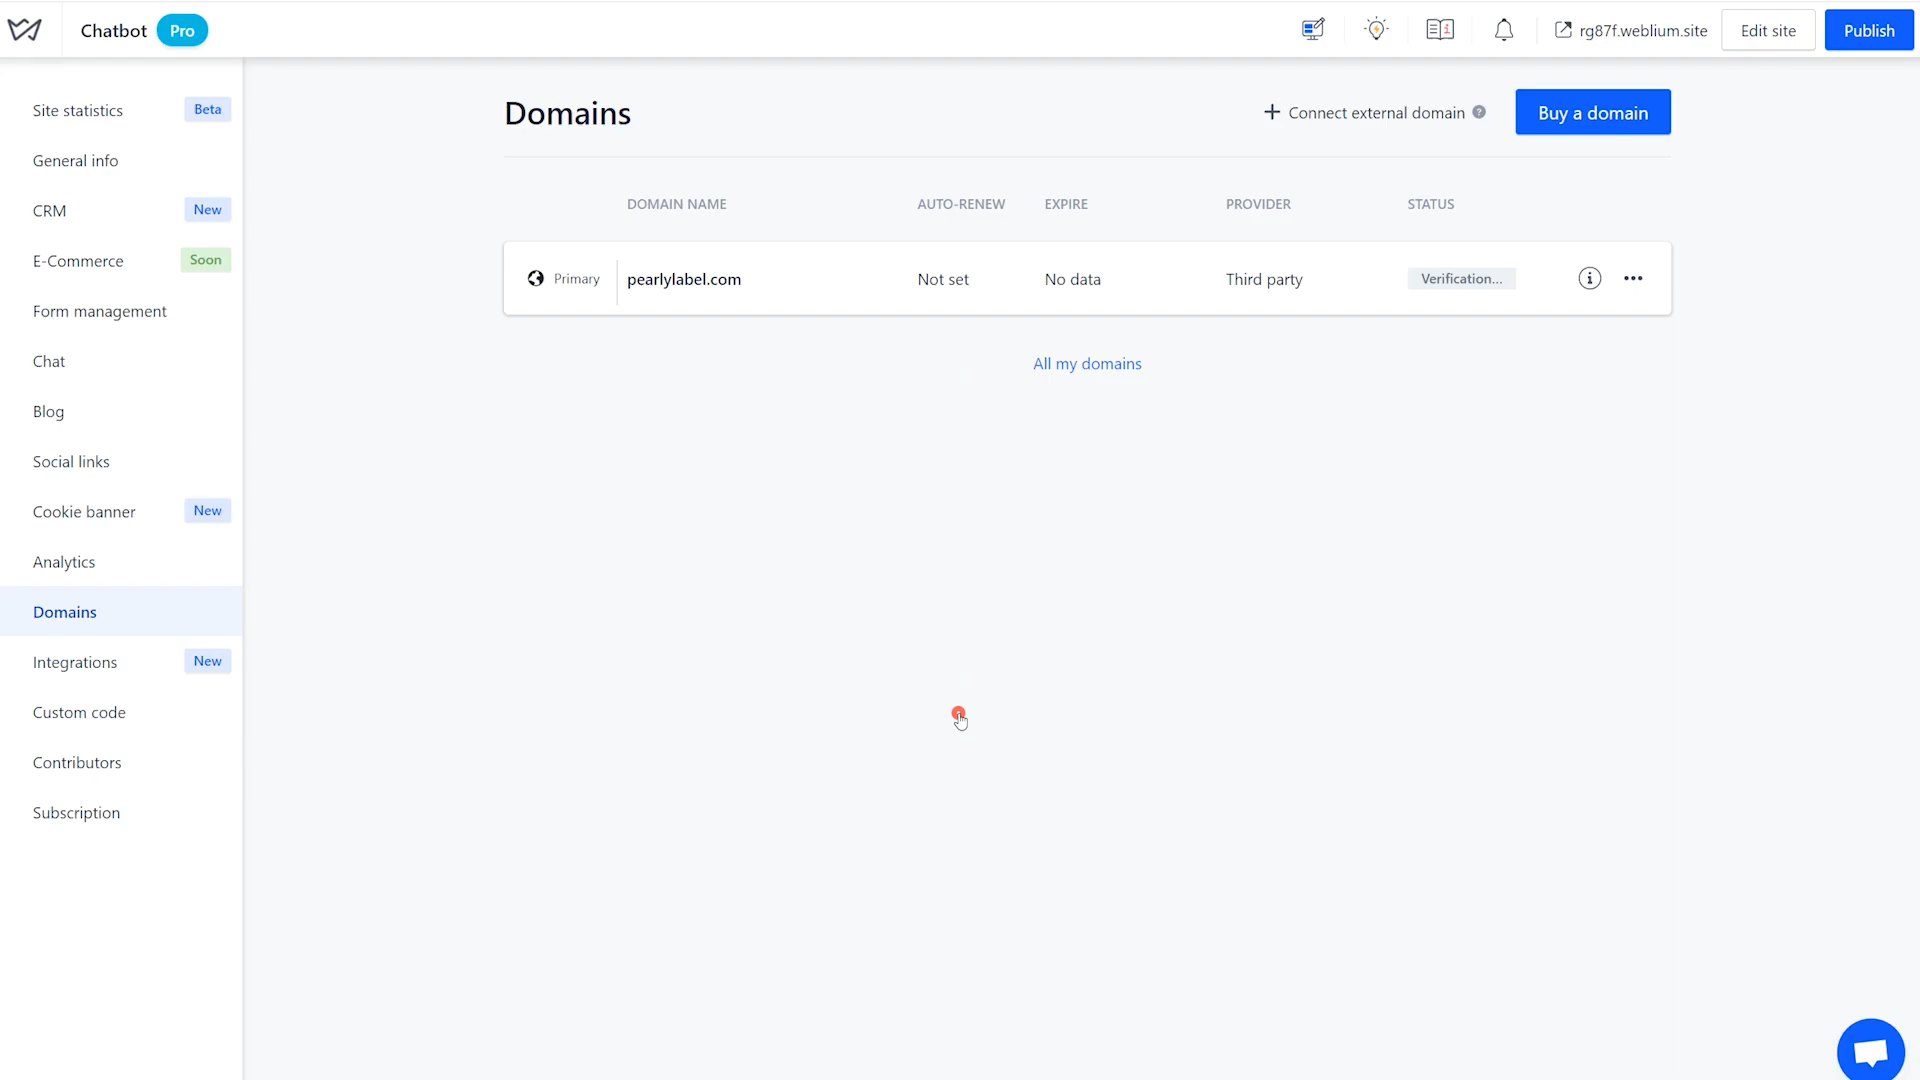 Chatbot Pro rg87f.weblium.site Edit site Publish
Site statistics Beta
General info
CRM New
E-Commerce Soon
Form management
Chat
Blog
Social links
Cookie banner New
Analytics
Domains
Integrations New
Custom code
Contributors
Subscription
Domains + Connect external domain ? Buy a domain
DOMAIN NAME AUTO-RENEW EXPIRE PROVIDER STATUS
Primary pearlylabel.com Not set No data Third party Verification...
All my domains